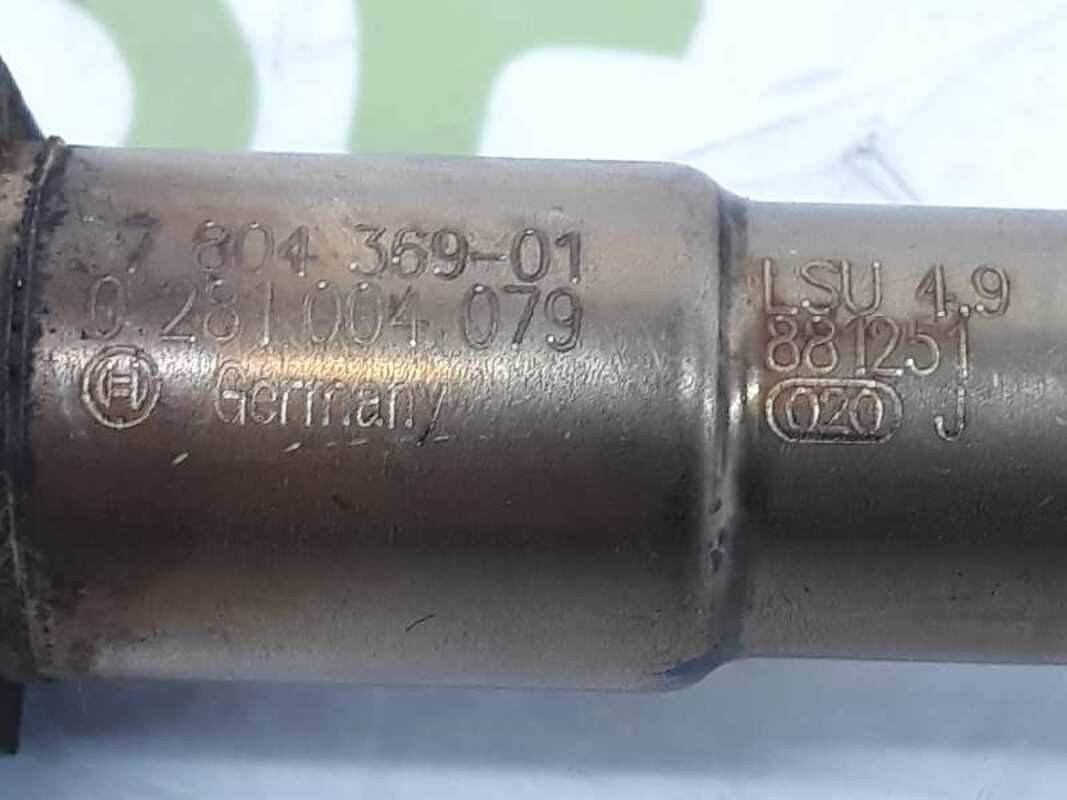 7 804 369-01
0 281 004 079
Germany
LSU 4.9
881251
020 J